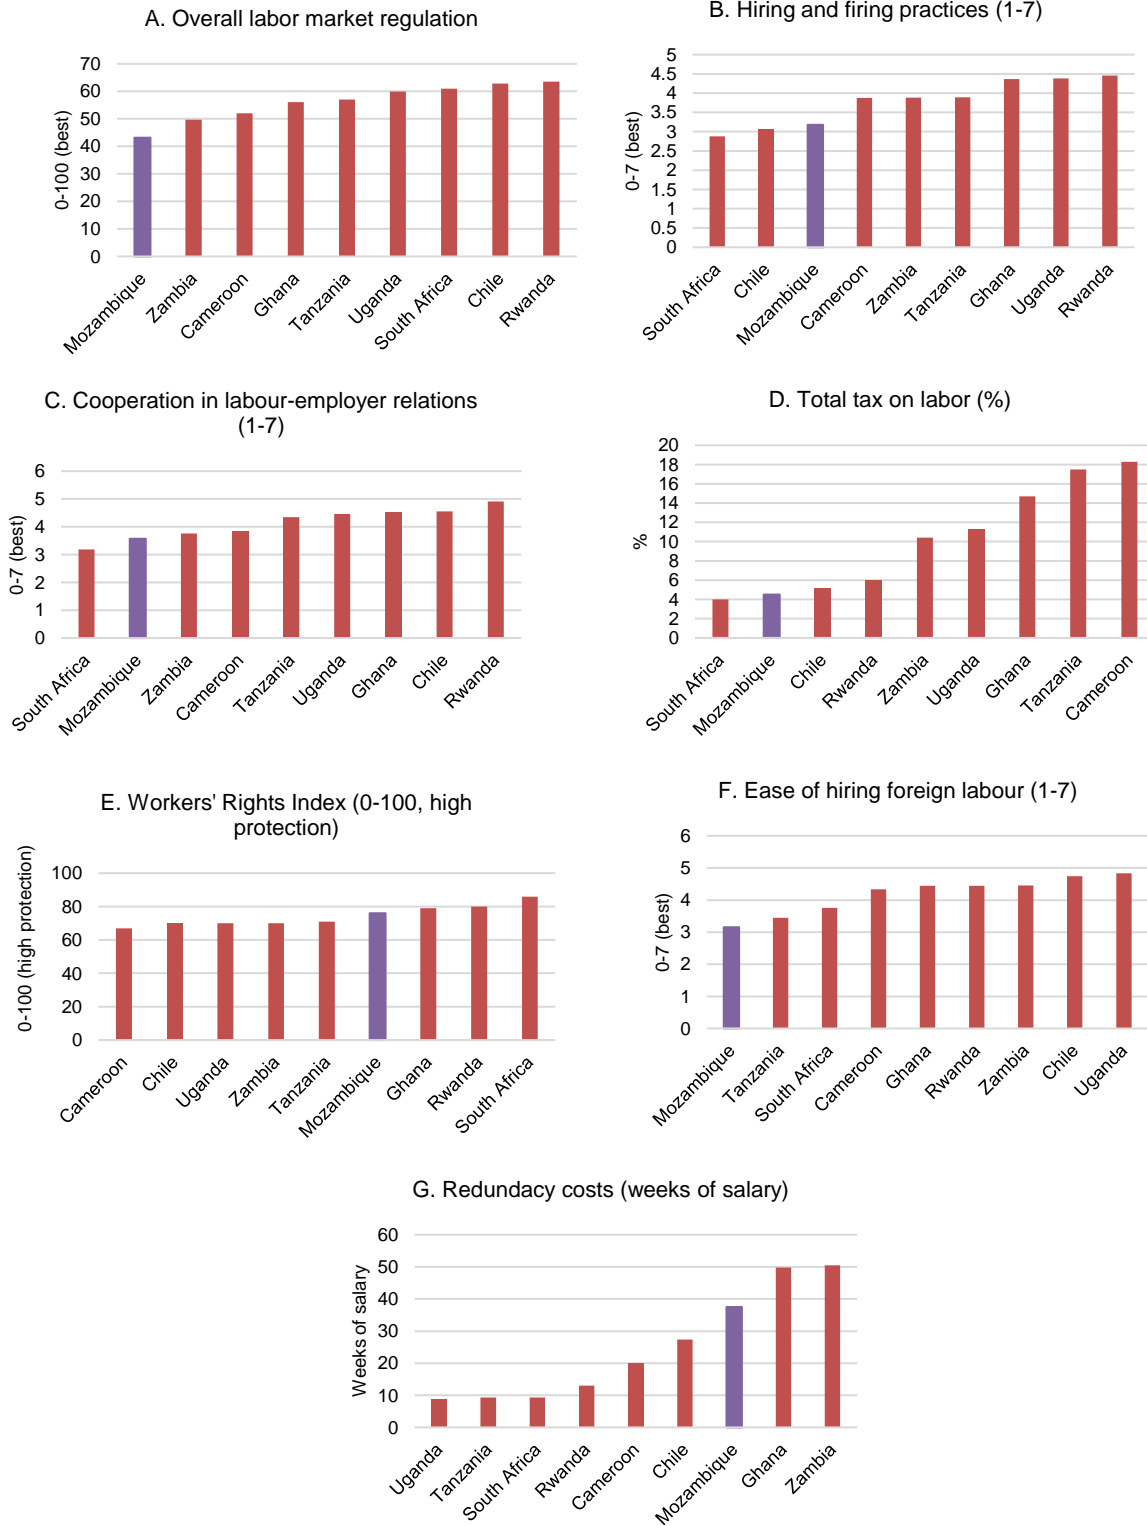 A. Overall labor market regulation
0-100 (best)
70
60
50
40
30
20
10
0
Mozambique
Zambia
Cameroon
Ghana
Tanzania
Uganda
South Africa
Chile
Rwanda
B. Hiring and firing practices (1-7)
0-7 (best)
5
4.5
4
3.5
3
2.5
2
1.5
1
0.5
0
South Africa
Chile
Mozambique
Cameroon
Zambia
Tanzania
Ghana
Uganda
Rwanda
C. Cooperation in labour-employer relations
(1-7)
0-7 (best)
6
5
4
3
2
1
0
South Africa
Mozambique
Zambia
Cameroon
Tanzania
Uganda
Ghana
Chile
Rwanda
D. Total tax on labor (%)
%
20
18
16
14
12
10
8
6
4
2
0
South Africa
Mozambique
Chile
Rwanda
Zambia
Uganda
Ghana
Tanzania
Cameroon
E. Workers' Rights Index (0-100, high
protection)
0-100 (high protection)
100
80
60
40
20
0
Cameroon
Chile
Uganda
Zambia
Tanzania
Mozambique
Ghana
Rwanda
South Africa
F. Ease of hiring foreign labour (1-7)
0-7 (best)
6
5
4
3
2
1
0
Mozambique
Tanzania
South Africa
Cameroon
Ghana
Rwanda
Zambia
Chile
Uganda
G. Redundacy costs (weeks of salary)
Weeks of salary
60
50
40
30
20
10
0
Uganda
Tanzania
South Africa
Rwanda
Cameroon
Chile
Mozambique
Ghana
Zambia